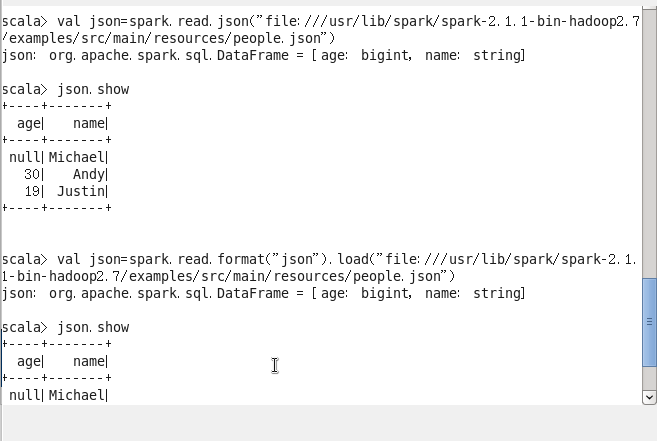 scala> val json=spark.read.json("file:///usr/lib/spark/spark-2.1.1-bin-hadoop2.7
/examples/src/main/resources/people.json")
json: org.apache.spark.sql.DataFrame = [age: bigint, name: string]
scala> json.show
+----+-------+
 age|   name|
+----+-------+
null|Michael|
  30|   Andy|
  19| Justin|
+----+-------+
scala> val json=spark.read.format("json").load("file:///usr/lib/spark/spark-2.1.
1-bin-hadoop2.7/examples/src/main/resources/people.json")
json: org.apache.spark.sql.DataFrame = [age: bigint, name: string]
scala> json.show
+----+-------+
 age|   name|
+----+-------+
null|Michael|